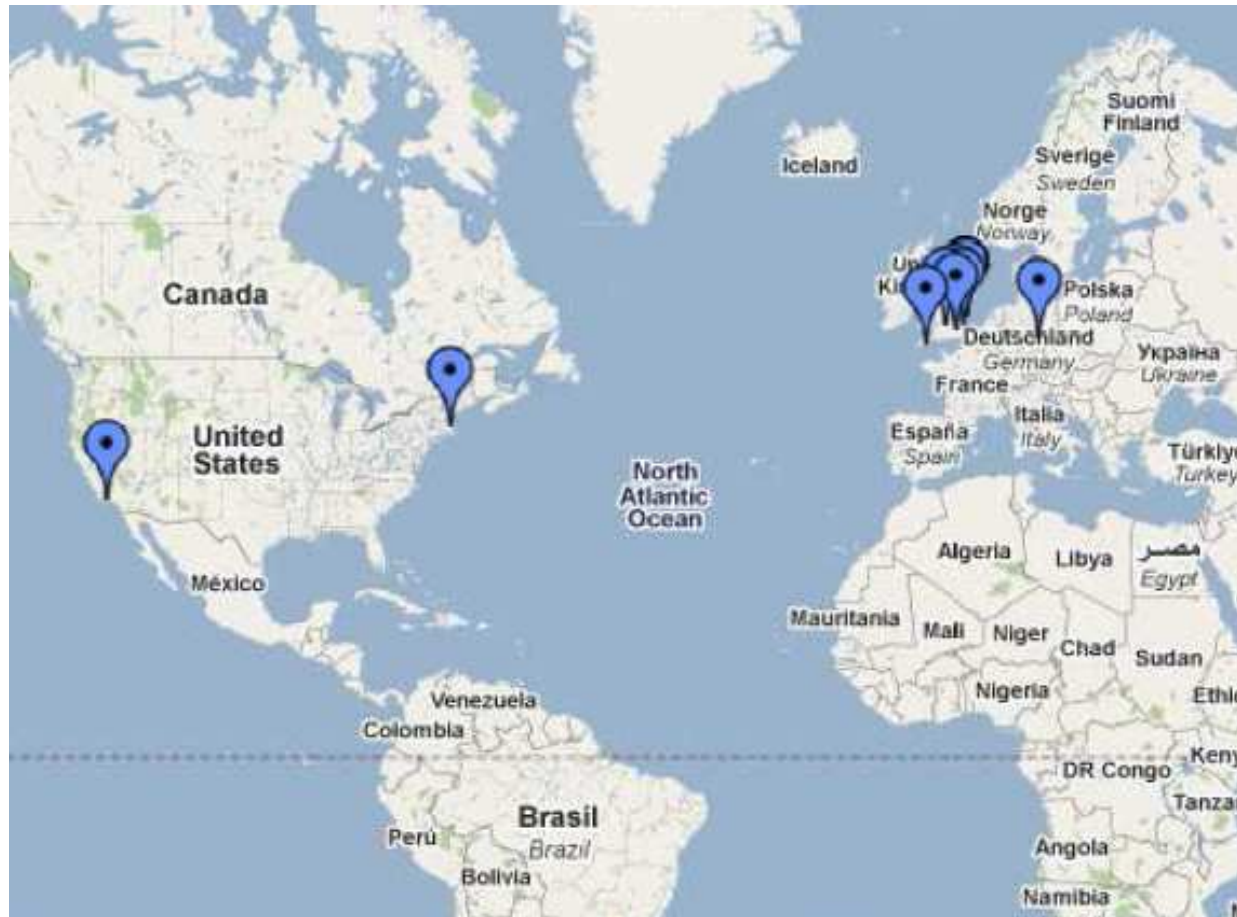 Suomi
Finland
Iceland
Sverige
Sweden
Norge
Norway
Canada
Polska
Poland
Deutschland
Germany
Україна
Ukraine
France
United
States
Italia
Italy
España
Spain
Türkiye
Turkey
North
Atlantic
Ocean
Algeria
Libya
مصر
Egypt
México
Mauritania
Mali
Niger
Chad
Sudan
Nigeria
Venezuela
Colombia
DR Congo
Brasil
Brazil
Perú
Angola
Bolivia
Namibia